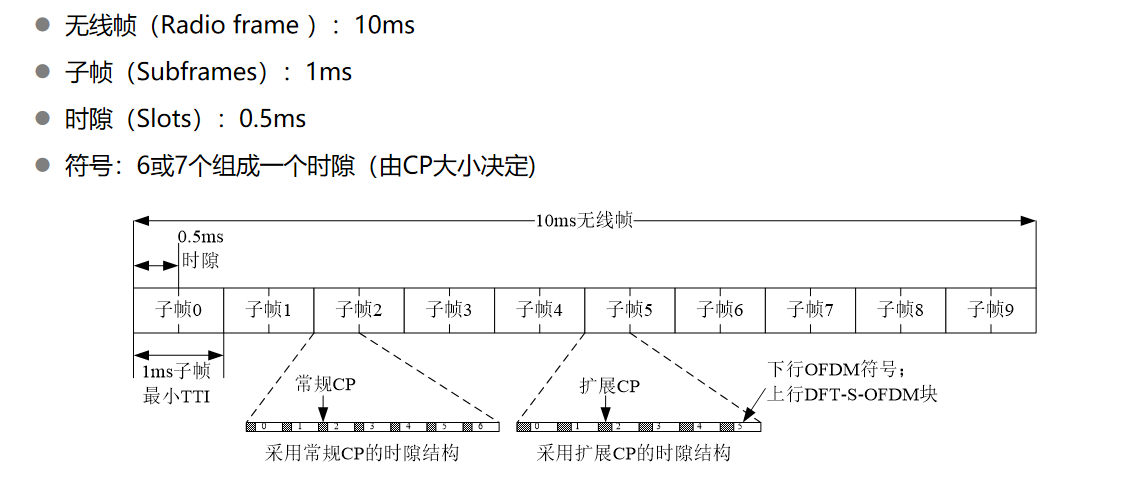 无线帧（Radio frame ）：10ms
子帧（Subframes）：1ms
时隙（Slots）：0.5ms
符号：6或7个组成一个时隙（由CP大小决定)
10ms无线帧
0.5ms
时隙
子帧0 子帧1 子帧2 子帧3 子帧4 子帧5 子帧6 子帧7 子帧8 子帧9
1ms子帧
最小TTI
常规CP
扩展CP
下行OFDM符号；
上行DFT-S-OFDM块
0 1 2 3 4 5 6
0 1 2 3 4 5
采用常规CP的时隙结构
采用扩展CP的时隙结构